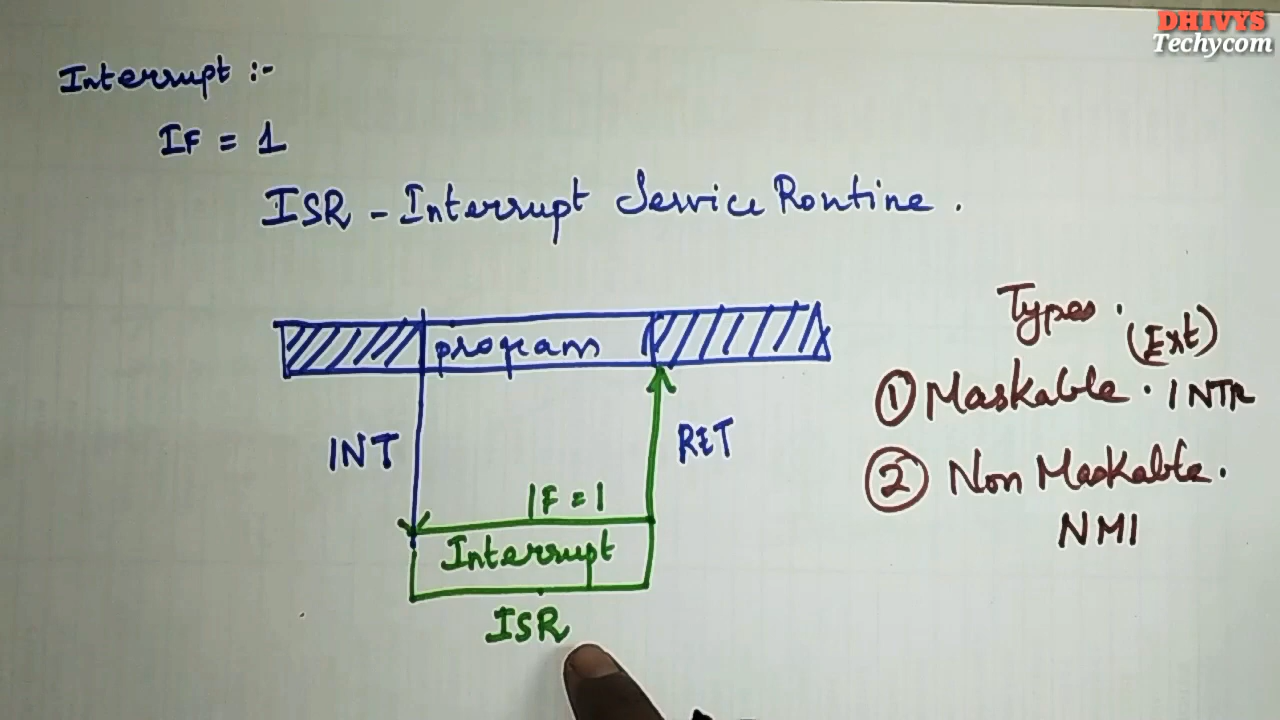 DHIVYS
Techycom
Interrupt :-
IF = 1
ISR - Interrupt Service Routine .
program
INT
RET
IF = 1
Interrupt
ISR
Types .
(Ext)
① Maskable . INTR
② Non Maskable .
NMI